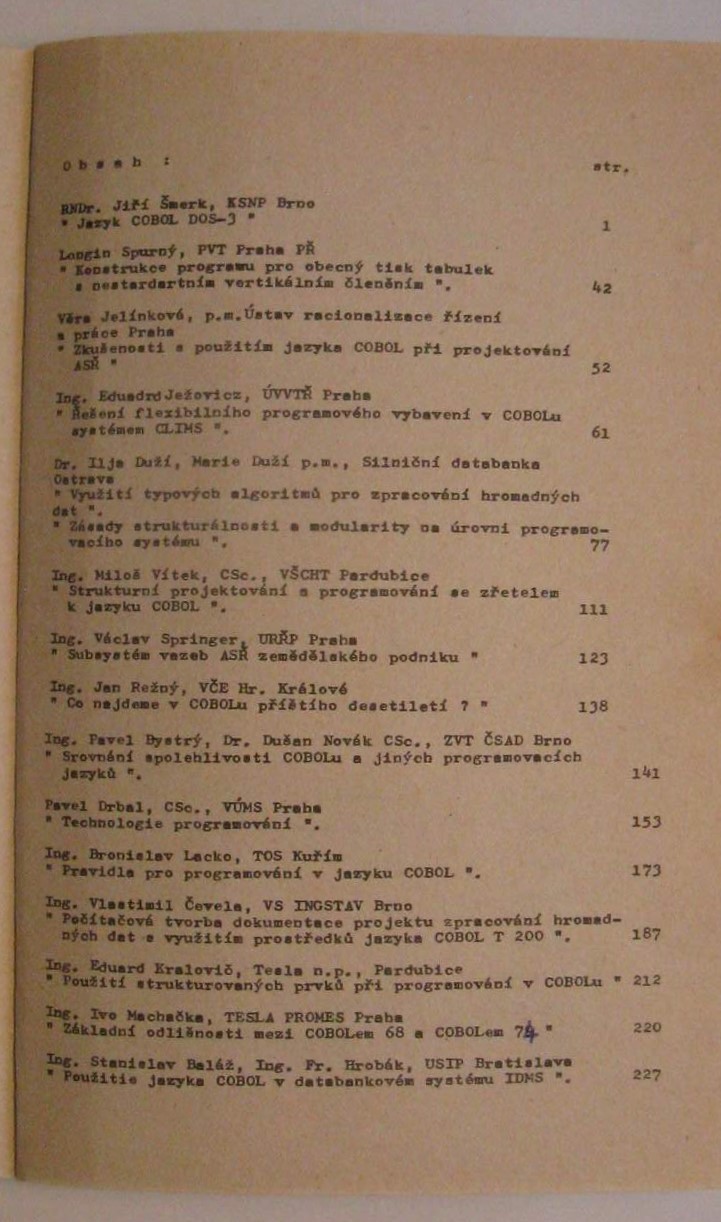 O b s a h :
str.
RNDr. Jiří Šmerk, KSNP Brno
" Jazyk COBOL DOS-3 "
1
Longin Spurný, PVT Praha PŘ
" Konstrukce programu pro obecný tisk tabulek
s nestardartním vertikálním členěním ".
42
Věra Jelínková, p.m.Ústav racionalizace řízení
a práce Praha
" Zkušenosti s použitím jazyka COBOL při projektování
ASŘ "
52
Ing. Eduadrd Ježovicz, ÚVVTŘ Praha
" Řešení flexibilního programového vybavení v COBOLu
systémem CLIMS ".
61
Dr. Ilja Duží, Marie Duží p.m., Silniční databanka
Ostrava
" Využití typových algoritmů pro zpracování hromadných
dat ".
" Zásady strukturálnosti a modularity na úrovni programo-
vacího systému ".
77
Ing. Miloš Vítek, CSc., VŠCHT Pardubice
" Strukturní projektování a programování se zřetelem
k jazyku COBOL ".
111
Ing. Václav Springer, URŘP Praha
" Subsystém vazeb ASŘ zemědělského podniku "
123
Ing. Jan Režný, VČE Hr. Králové
" Co najdeme v COBOLu příštího desetiletí ? "
138
Ing. Pavel Bystrý, Dr. Dušan Novák CSc., ZVT ČSAD Brno
" Srovnání spolehlivosti COBOLu a jiných programovacích
jazyků ".
141
Pavel Drbal, CSc., VÚMS Praha
" Technologie programování ".
153
Ing. Bronislav Lacko, TOS Kuřim
" Pravidla pro programování v jazyku COBOL ".
173
Ing. Vlastimil Čevela, VS INGSTAV Brno
" Počítačová tvorba dokumentace projektu zpracování hromad-
ných dat s využitím prostředků jazyka COBOL T 200 ".
187
Ing. Eduard Kralovič, Tesla n.p., Pardubice
" Použití strukturovaných prvků při programování v COBOLu "
212
Ing. Ivo Machačka, TESLA PROMES Praha
" Základní odlišnosti mezi COBOLem 68 a COBOLem 74 "
220
Ing. Stanislav Baláž, Ing. Fr. Hrobák, USIP Bratislava
" Použitie jazyka COBOL v databankovém systému IDMS ".
227